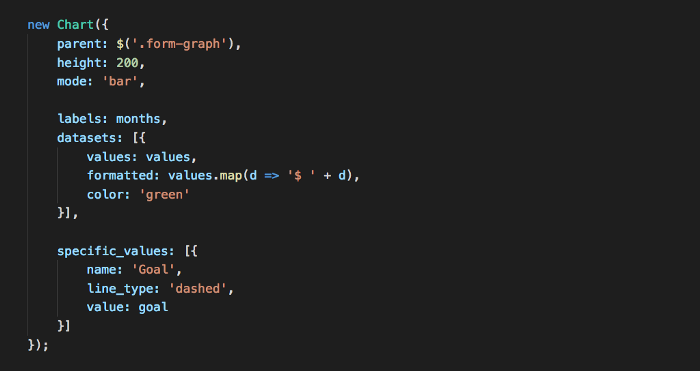 new Chart({
    parent: $('.form-graph'),
    height: 200,
    mode: 'bar',
    labels: months,
    datasets: [{
        values: values,
        formatted: values.map(d => '$ ' + d),
        color: 'green'
    }],
    specific_values: [{
        name: 'Goal',
        line_type: 'dashed',
        value: goal
    }]
});